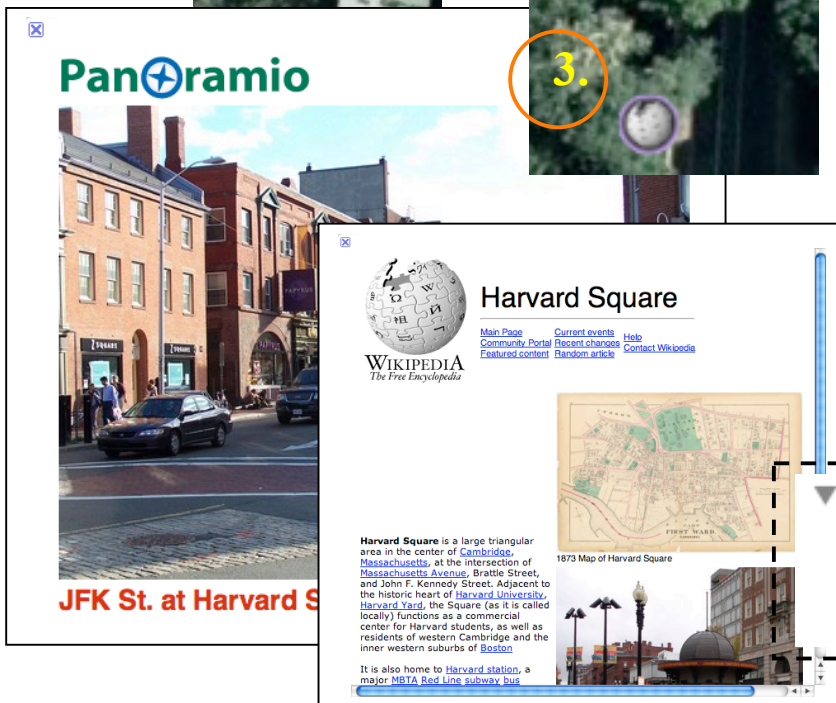 Panoramio
3.
PAPYRUS
Z SQUARE
Z SQUARE
JFK St. at Harvard S
WIKIPEDIA
The Free Encyclopedia
Harvard Square
Main Page
Community Portal
Featured content
Current events
Recent changes
Random article
Help
Contact Wikipedia
FIRST WARD.
1873 Map of Harvard Square
Harvard Square is a large triangular
area in the center of Cambridge,
Massachusetts, at the intersection of
Massachusetts Avenue, Brattle Street,
and John F. Kennedy Street. Adjacent to
the historic heart of Harvard University,
Harvard Yard, the Square (as it is called
locally) functions as a commercial
center for Harvard students, as well as
residents of western Cambridge and the
inner western suburbs of Boston
It is also home to Harvard station, a
major MBTA Red Line subway bus